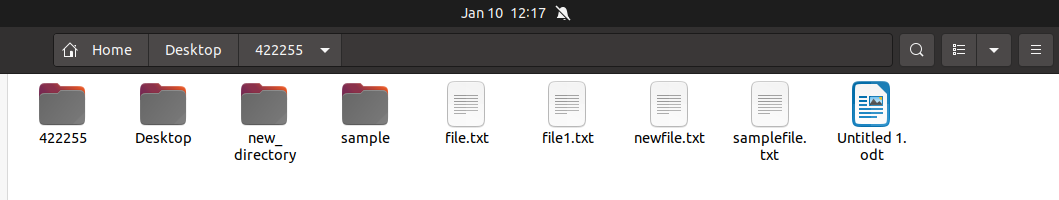 Jan 10 12:17
Home Desktop 422255
422255 Desktop new_ sample file.txt file1.txt newfile.txt samplefile. Untitled 1.
directory txt odt